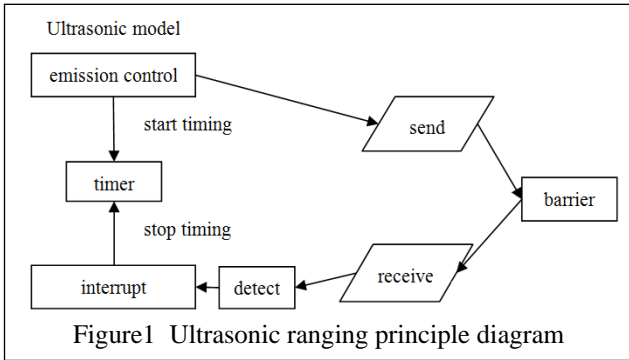 Ultrasonic model
emission control
start timing
send
timer
barrier
stop timing
receive
interrupt
detect
Figure1 Ultrasonic ranging principle diagram